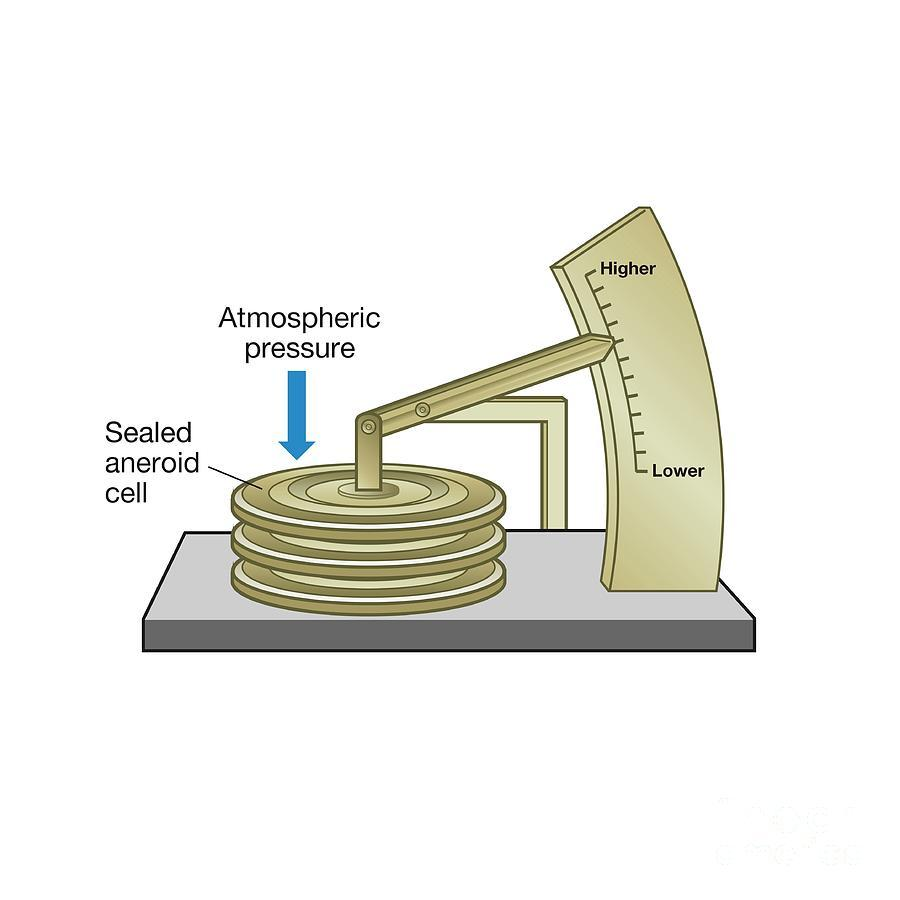 Atmospheric
pressure
Sealed
aneroid
cell
Higher
Lower